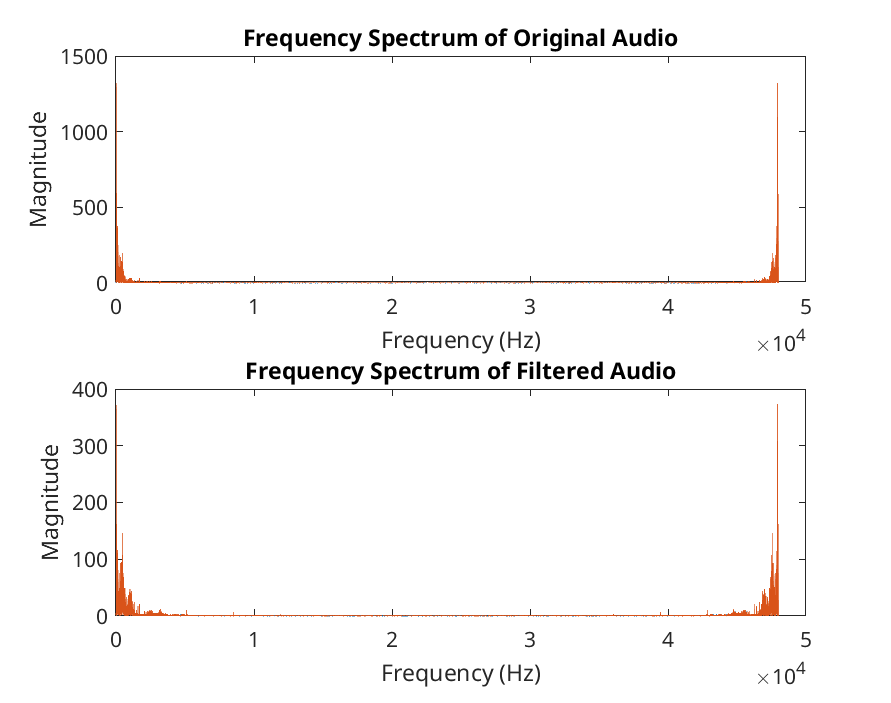 Frequency Spectrum of Original Audio
1500
1000
500
0
Magnitude
0 1 2 3 4 5
Frequency (Hz)
×10^4
Frequency Spectrum of Filtered Audio
400
300
200
100
0
Magnitude
0 1 2 3 4 5
Frequency (Hz)
×10^4